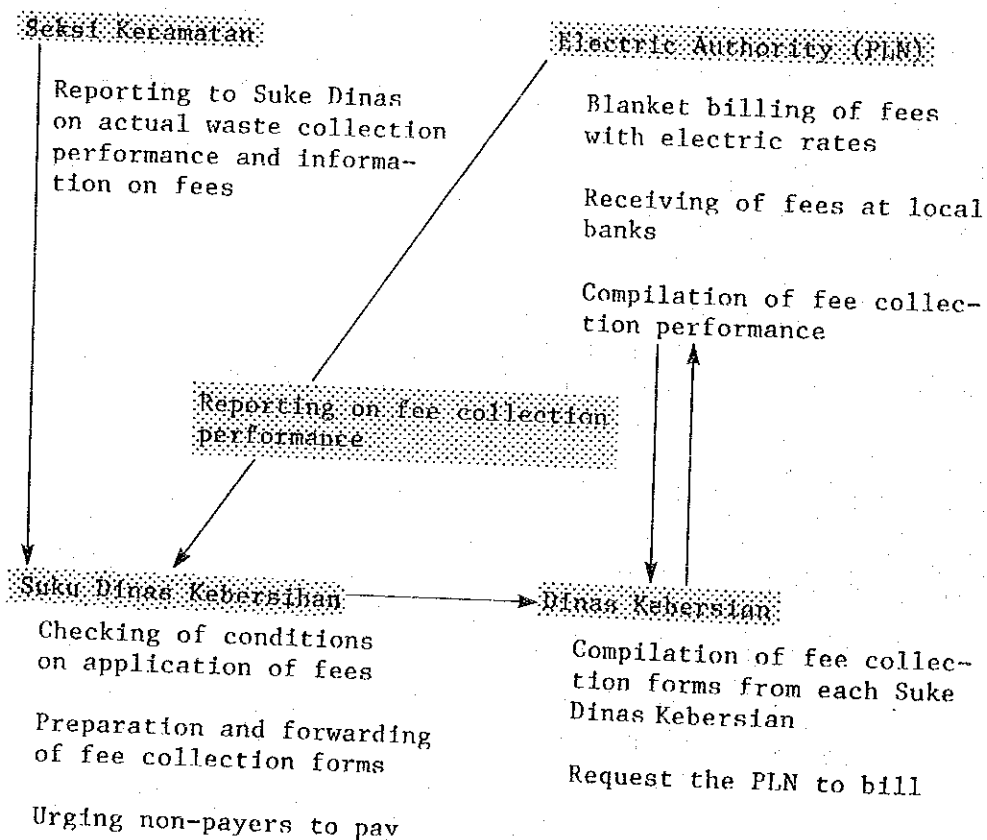 Seksi Kecamatan
Reporting to Suke Dinas
on actual waste collection
performance and informa-
tion on fees
Electric Authority (PLN)
Blanket billing of fees
with electric rates
Receiving of fees at local
banks
Compilation of fee collec-
tion performance
Reporting on fee collection
performance
Suku Dinas Kebersihan
Checking of conditions
on application of fees
Preparation and forwarding
of fee collection forms
Urging non-payers to pay
Dinas Kebersian
Compilation of fee collec-
tion forms from each Suke
Dinas Kebersian
Request the PLN to bill